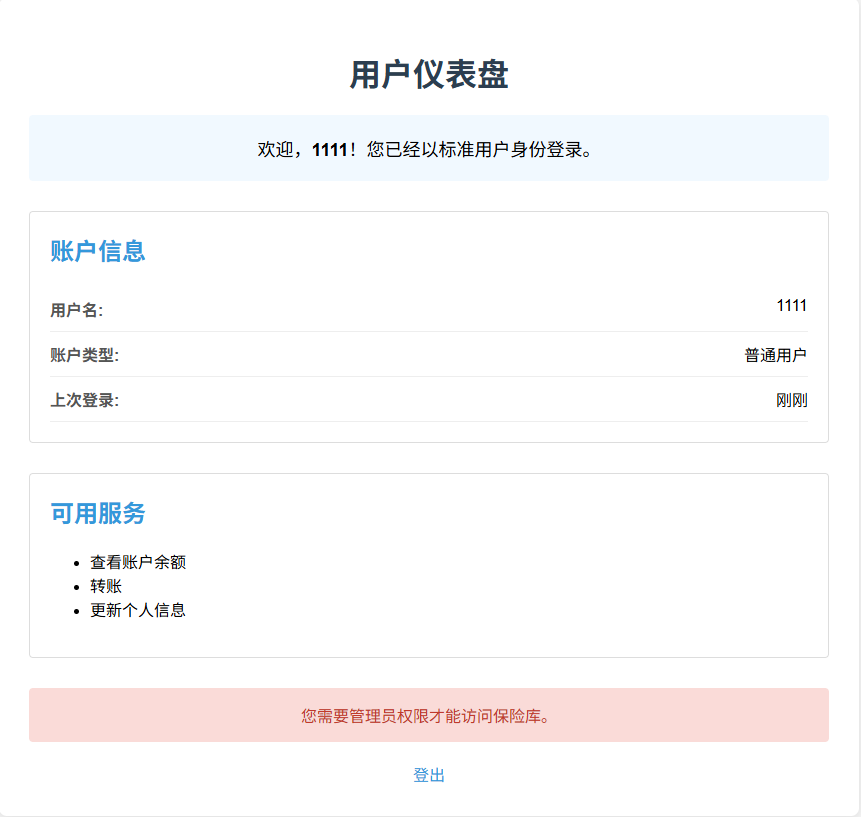 用户仪表盘
欢迎，1111！您已经以标准用户身份登录。
账户信息
用户名: 1111
账户类型: 普通用户
上次登录: 刚刚
可用服务
• 查看账户余额
• 转账
• 更新个人信息
您需要管理员权限才能访问保险库。
登出